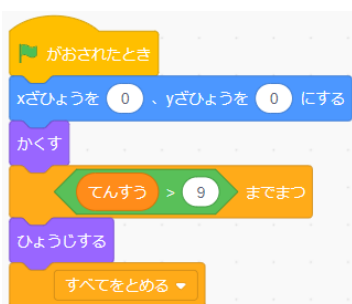 がおされたとき
xざひょうを 0 、yざひょうを 0 にする
かくす
てんすう > 9 までまつ
ひょうじする
すべてをとめる